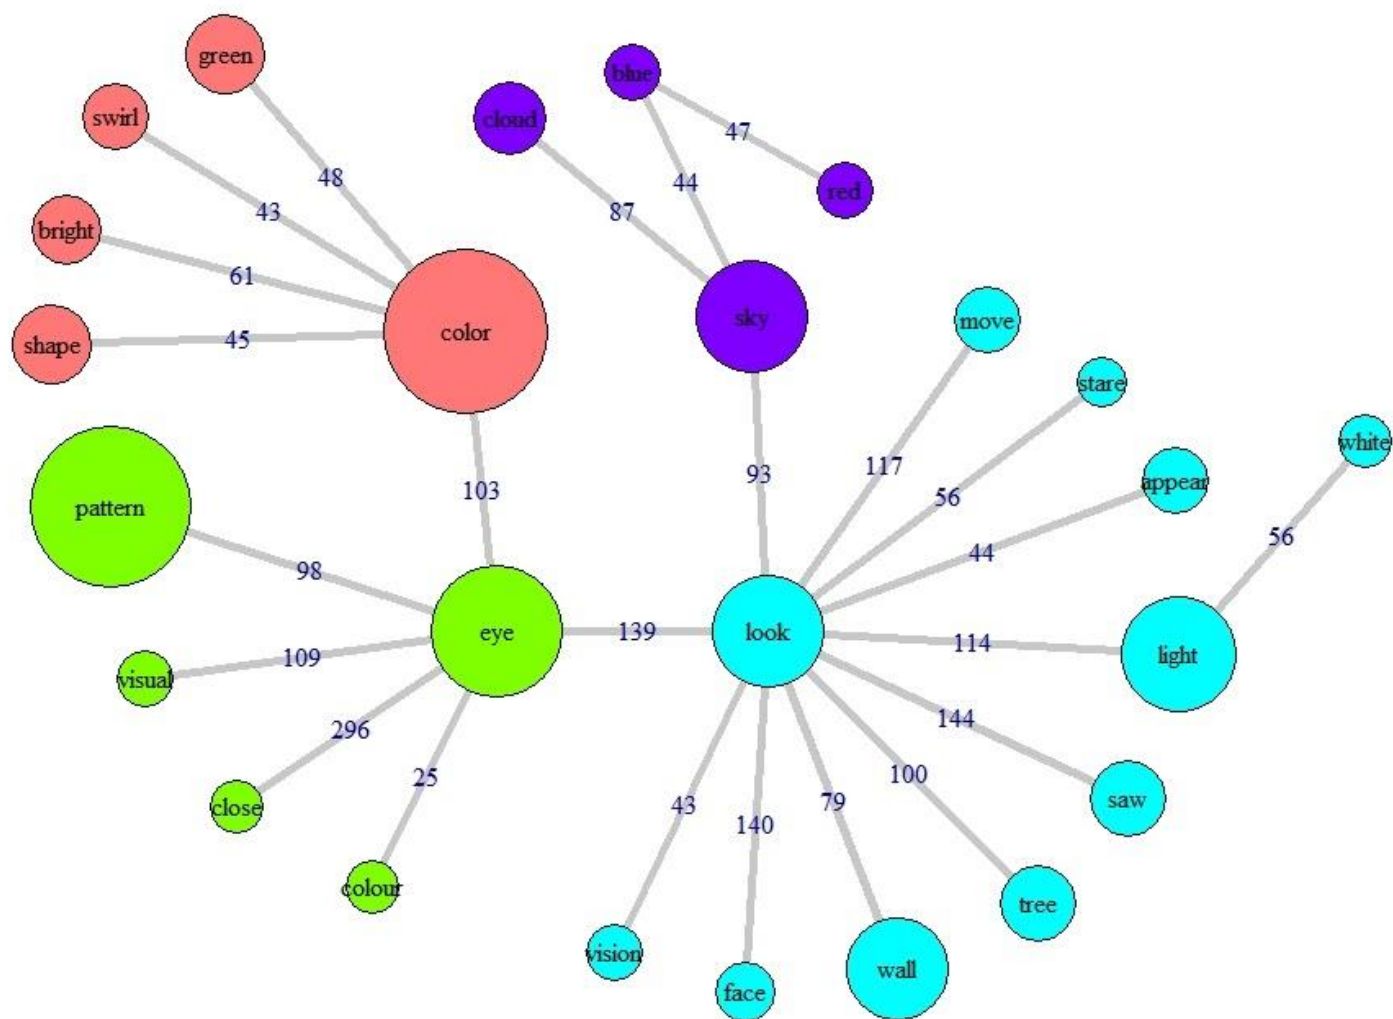 green
blue
cloud
swirl
47
48
44
red
43
87
bright
61
sky
move
color
45
shape
stare
white
93
117
appear
103
56
pattern
44
56
98
eye
139
look
114
light
109
visual
144
296
25
100
saw
79
43
close
140
colour
tree
vision
wall
face